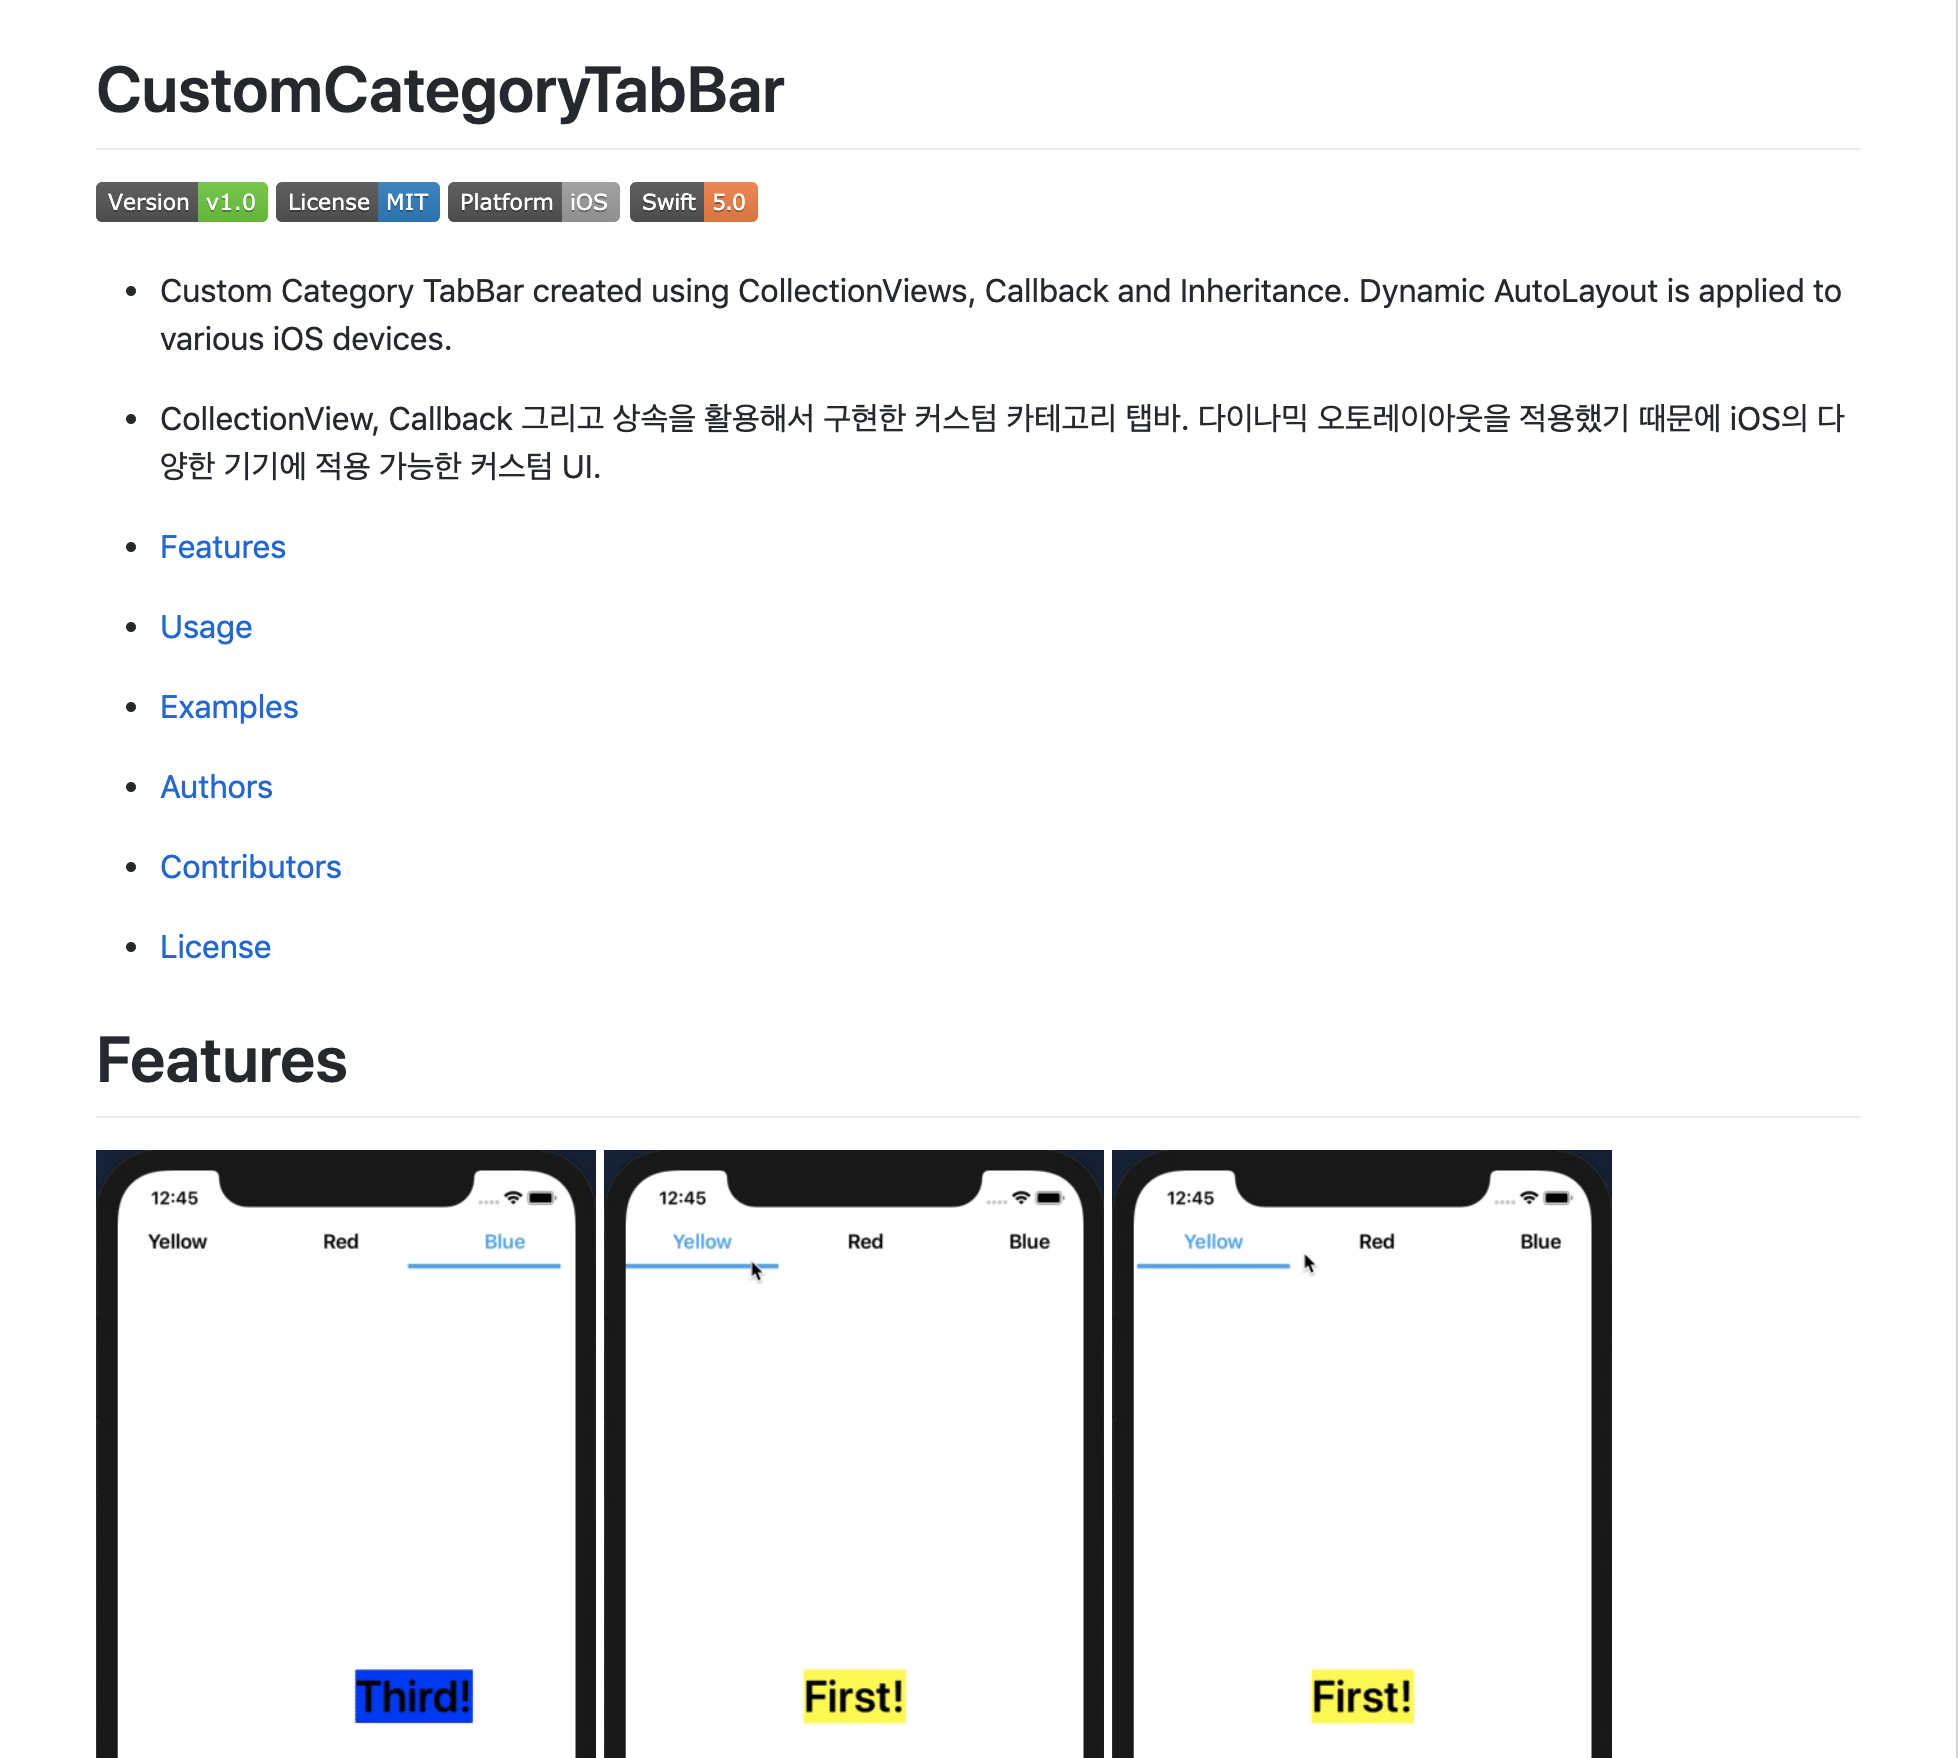 CustomCategoryTabBar
Version v1.0 License MIT Platform iOS Swift 5.0
Custom Category TabBar created using CollectionViews, Callback and Inheritance. Dynamic AutoLayout is applied to
various iOS devices.
CollectionView, Callback 그리고 상속을 활용해서 구현한 커스텀 카테고리 탭바. 다이나믹 오토레이아웃을 적용했기 때문에 iOS의 다
양한 기기에 적용 가능한 커스텀 UI.
Features
Usage
Examples
Authors
Contributors
License
Features
12:45
Yellow Red Blue
Third!
12:45
Yellow Red Blue
First!
12:45
Yellow Red Blue
First!